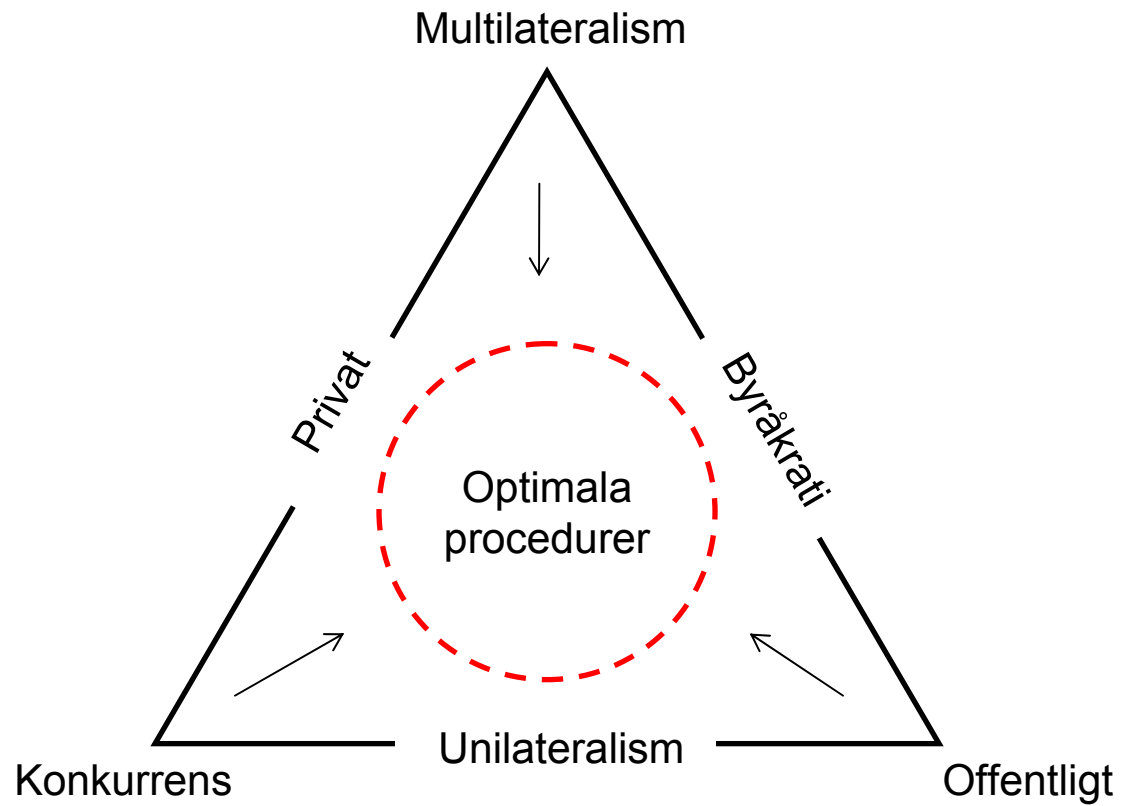 Multilateralism
Privat
Byråkrati
Optimala
procedurer
Unilateralism
Konkurrens
Offentligt